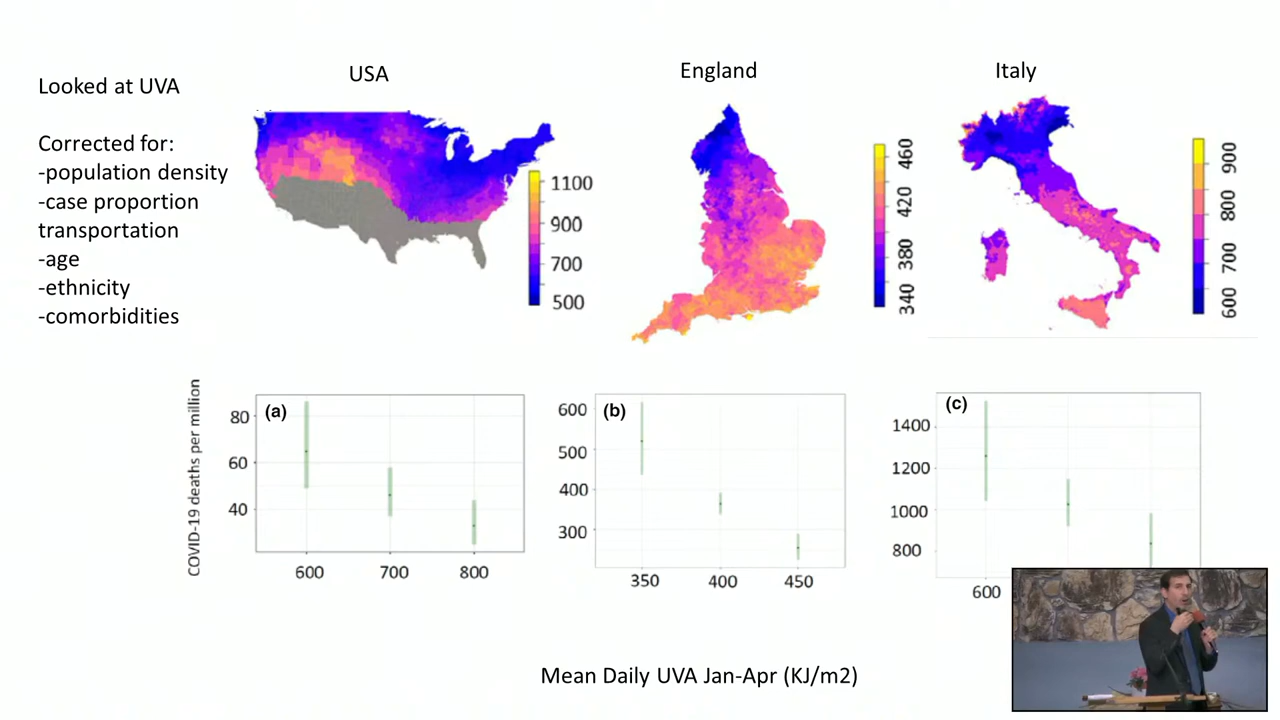 Looked at UVA
Corrected for:
-population density
-case proportion
transportation
-age
-ethnicity
-comorbidities
USA
1100
900
700
500
England
460
420
380
340
Italy
900
800
700
600
COVID-19 deaths per million
(a)
80
60
40
600 700 800
(b)
600
500
400
300
350 400 450
(c)
1400
1200
1000
800
600
Mean Daily UVA Jan-Apr (KJ/m2)